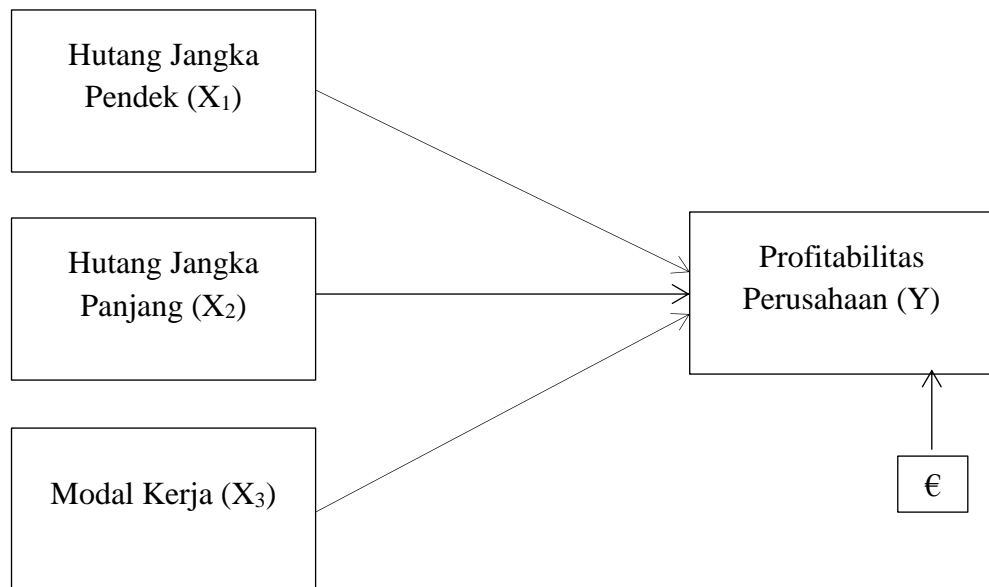 Hutang Jangka
Pendek (X₁)
Hutang Jangka
Panjang (X₂)
Modal Kerja (X₃)
Profitabilitas
Perusahaan (Y)
€